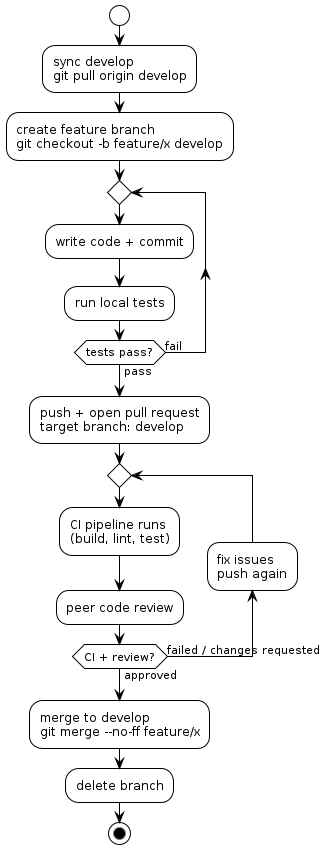 sync develop
git pull origin develop
create feature branch
git checkout -b feature/x develop
write code + commit
run local tests
tests pass?
fail
pass
push + open pull request
target branch: develop
CI pipeline runs
(build, lint, test)
fix issues
push again
peer code review
CI + review?
failed / changes requested
approved
merge to develop
git merge --no-ff feature/x
delete branch